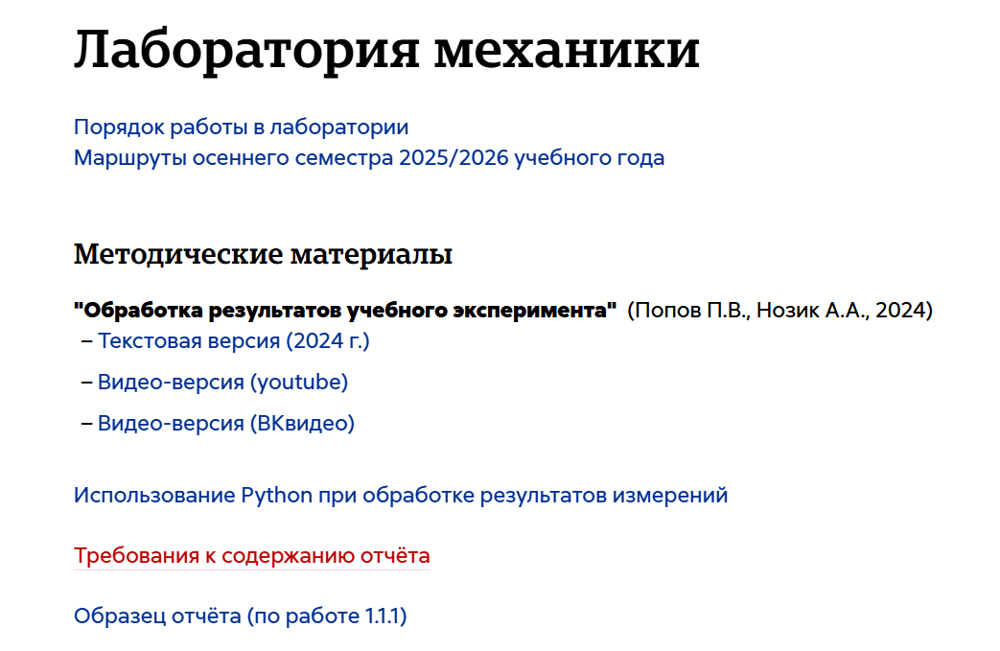 Лаборатория механики
Порядок работы в лаборатории
Маршруты осеннего семестра 2025/2026 учебного года
Методические материалы
"Обработка результатов учебного эксперимента" (Попов П.В., Нозик А.А., 2024)
– Текстовая версия (2024 г.)
– Видео-версия (youtube)
– Видео-версия (ВКвидео)
Использование Python при обработке результатов измерений
Требования к содержанию отчёта
Образец отчёта (по работе 1.1.1)